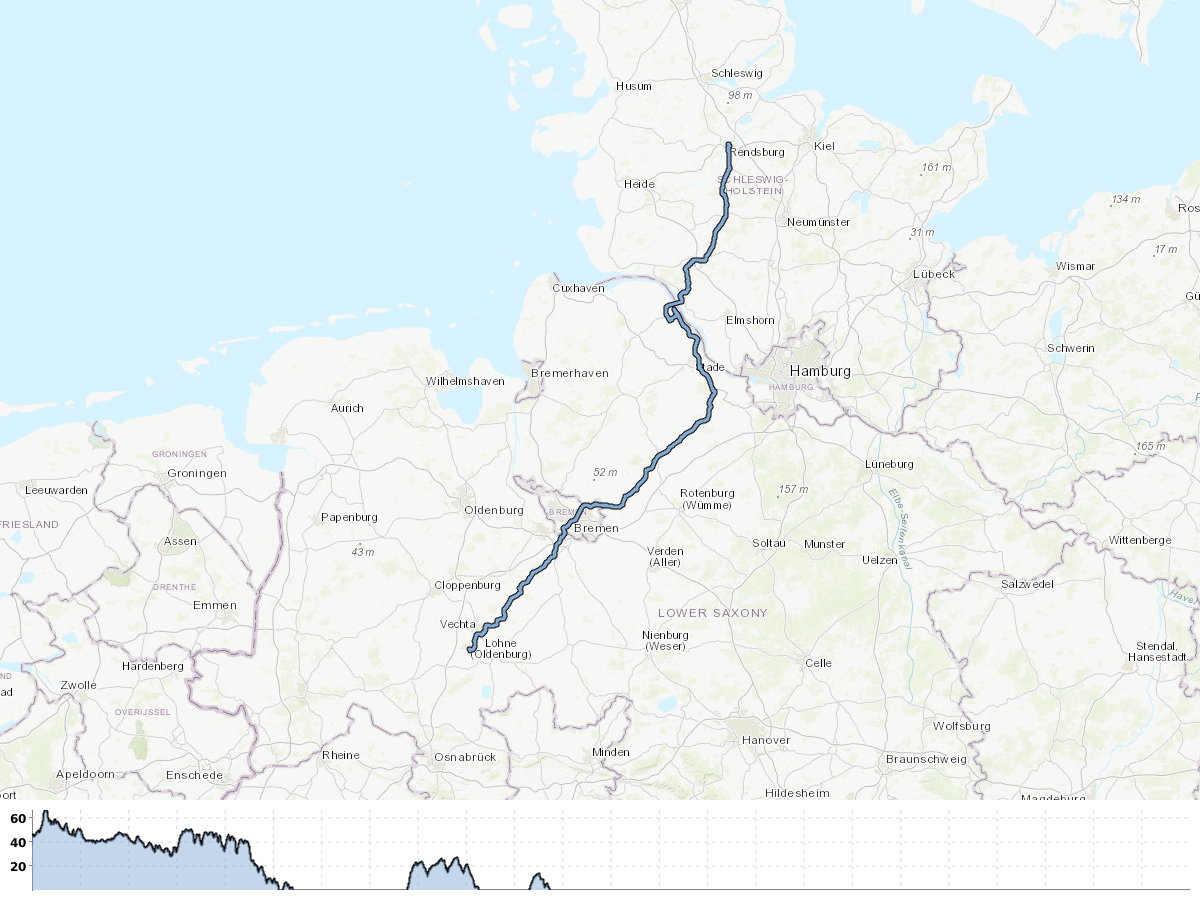 Schleswig
Husum
98 m
Rendsburg
Kiel
SCHLESWIG-
HOLSTEIN
161 m
Heide
134 m
Ros
Neumünster
31 m
17 m
Lübeck
Wismar
Cuxhaven
Gü
Elmshorn
Schwerin
Hamburg
HAMBURG
Bremerhaven
Wilhelmshaven
Aurich
165 m
GRONINGEN
Groningen
Lüneburg
52 m
Leeuwarden
Rotenburg
(Wümme)
157 m
Oldenburg
BREMEN
Papenburg
FRIESLAND
Bremen
Elbe-Seitenkanal
Assen
43 m
Soltau
Munster
Wittenberge
Verden
(Aller)
Uelzen
DRENTHE
Cloppenburg
Salzwedel
Have
Emmen
LOWER SAXONY
Vechta
Nienburg
(Weser)
Lohne
(Oldenburg)
Stendal,
Hansestadt
Hardenberg
Celle
ND
Zwolle
ad
OVERIJSSEL
Wolfsburg
Hanover
Minden
Rheine
Osnabrück
Braunschweig
Apeldoorn
Enschede
ort
Hildesheim
Magdeburg
60
40
20